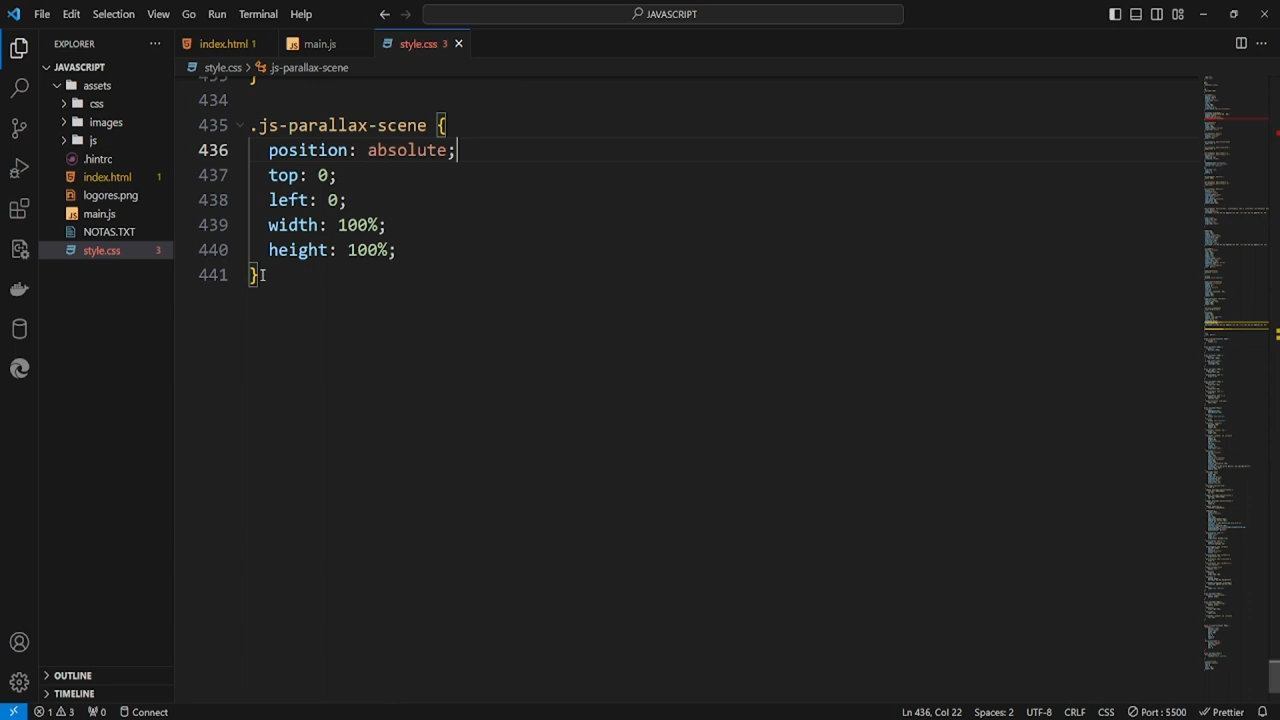 File Edit Selection View Go Run Terminal Help
JAVASCRIPT
EXPLORER
index.html 1
main.js
style.css 3
JAVASCRIPT
style.css > .js-parallax-scene
assets
css
images
js
.hintrc
index.html 1
logores.png
main.js
NOTAS.TXT
style.css 3
433 }
434
435 .js-parallax-scene {
436 position: absolute;
437 top: 0;
438 left: 0;
439 width: 100%;
440 height: 100%;
441 }
OUTLINE
TIMELINE
1 3 0 Connect Ln 436, Col 22 Spaces: 2 UTF-8 CRLF CSS Port : 5500 Prettier